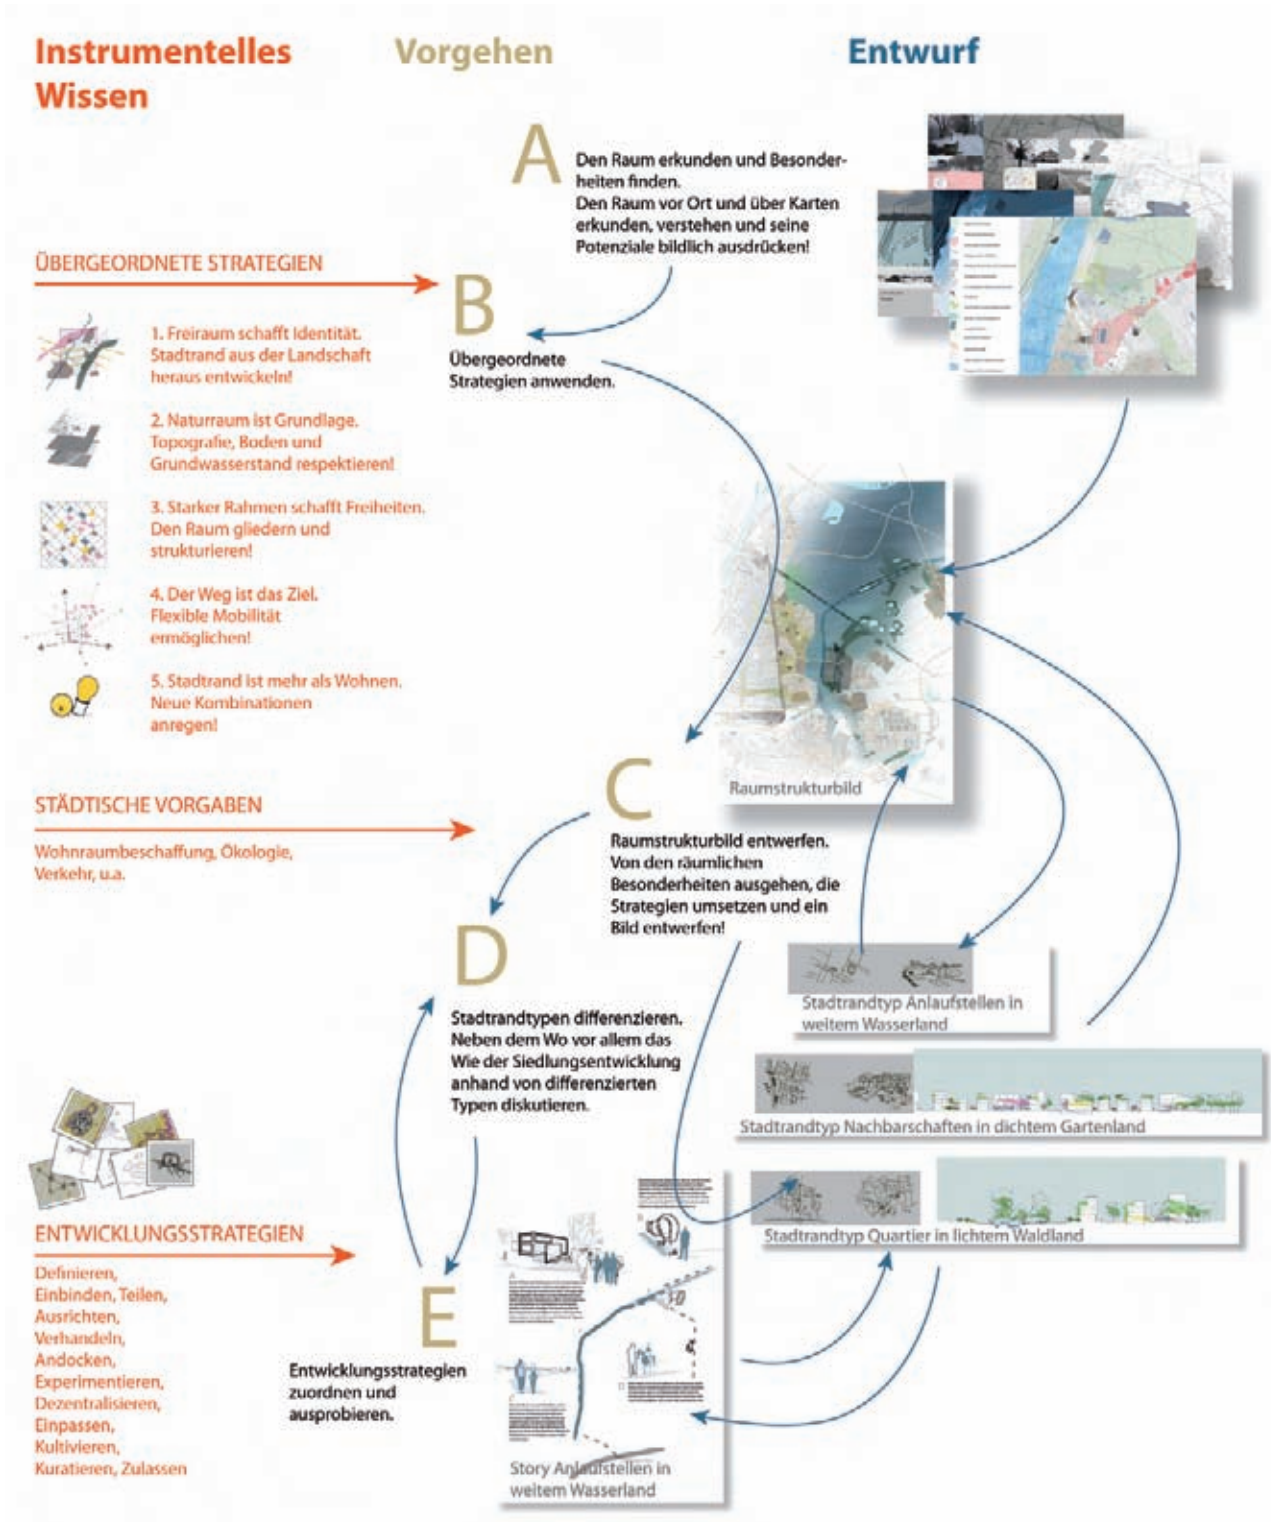 Instrumentelles
Wissen
Vorgehen
Entwurf
A
Den Raum erkunden und Besonder-
heiten finden.
Den Raum vor Ort und über Karten
erkunden, verstehen und seine
Potenziale bildlich ausdrücken!
ÜBERGEORDNETE STRATEGIEN
B
Übergeordnete
Strategien anwenden.
1. Freiraum schafft Identität.
Stadtrand aus der Landschaft
heraus entwickeln!
2. Naturraum ist Grundlage.
Topografie, Boden und
Grundwasserstand respektieren!
3. Starker Rahmen schafft Freiheiten.
Den Raum gliedern und
strukturieren!
4. Der Weg ist das Ziel.
Flexible Mobilität
ermöglichen!
5. Stadtrand ist mehr als Wohnen.
Neue Kombinationen
anregen!
Raumstrukturbild
STÄDTISCHE VORGABEN
Wohnraumbeschaffung, Ökologie,
Verkehr, u.a.
C
Raumstrukturbild entwerfen.
Von den räumlichen
Besonderheiten ausgehen, die
Strategien umsetzen und ein
Bild entwerfen!
D
Stadtrandtypen differenzieren.
Neben dem Wo vor allem das
Wie der Siedlungsentwicklung
anhand von differenzierten
Typen diskutieren.
Stadtrandtyp Anlaufstellen in
weitem Wasserland
Stadtrandtyp Nachbarschaften in dichtem Gartenland
Stadtrandtyp Quartier in lichtem Waldland
ENTWICKLUNGSSTRATEGIEN
Definieren,
Einbinden, Teilen,
Ausrichten,
Verhandeln,
Andocken,
Experimentieren,
Dezentralisieren,
Einpassen,
Kultivieren,
Kuratieren, Zulassen
E
Entwicklungsstrategien
zuordnen und
ausprobieren.
Story Anlaufstellen in
weitem Wasserland